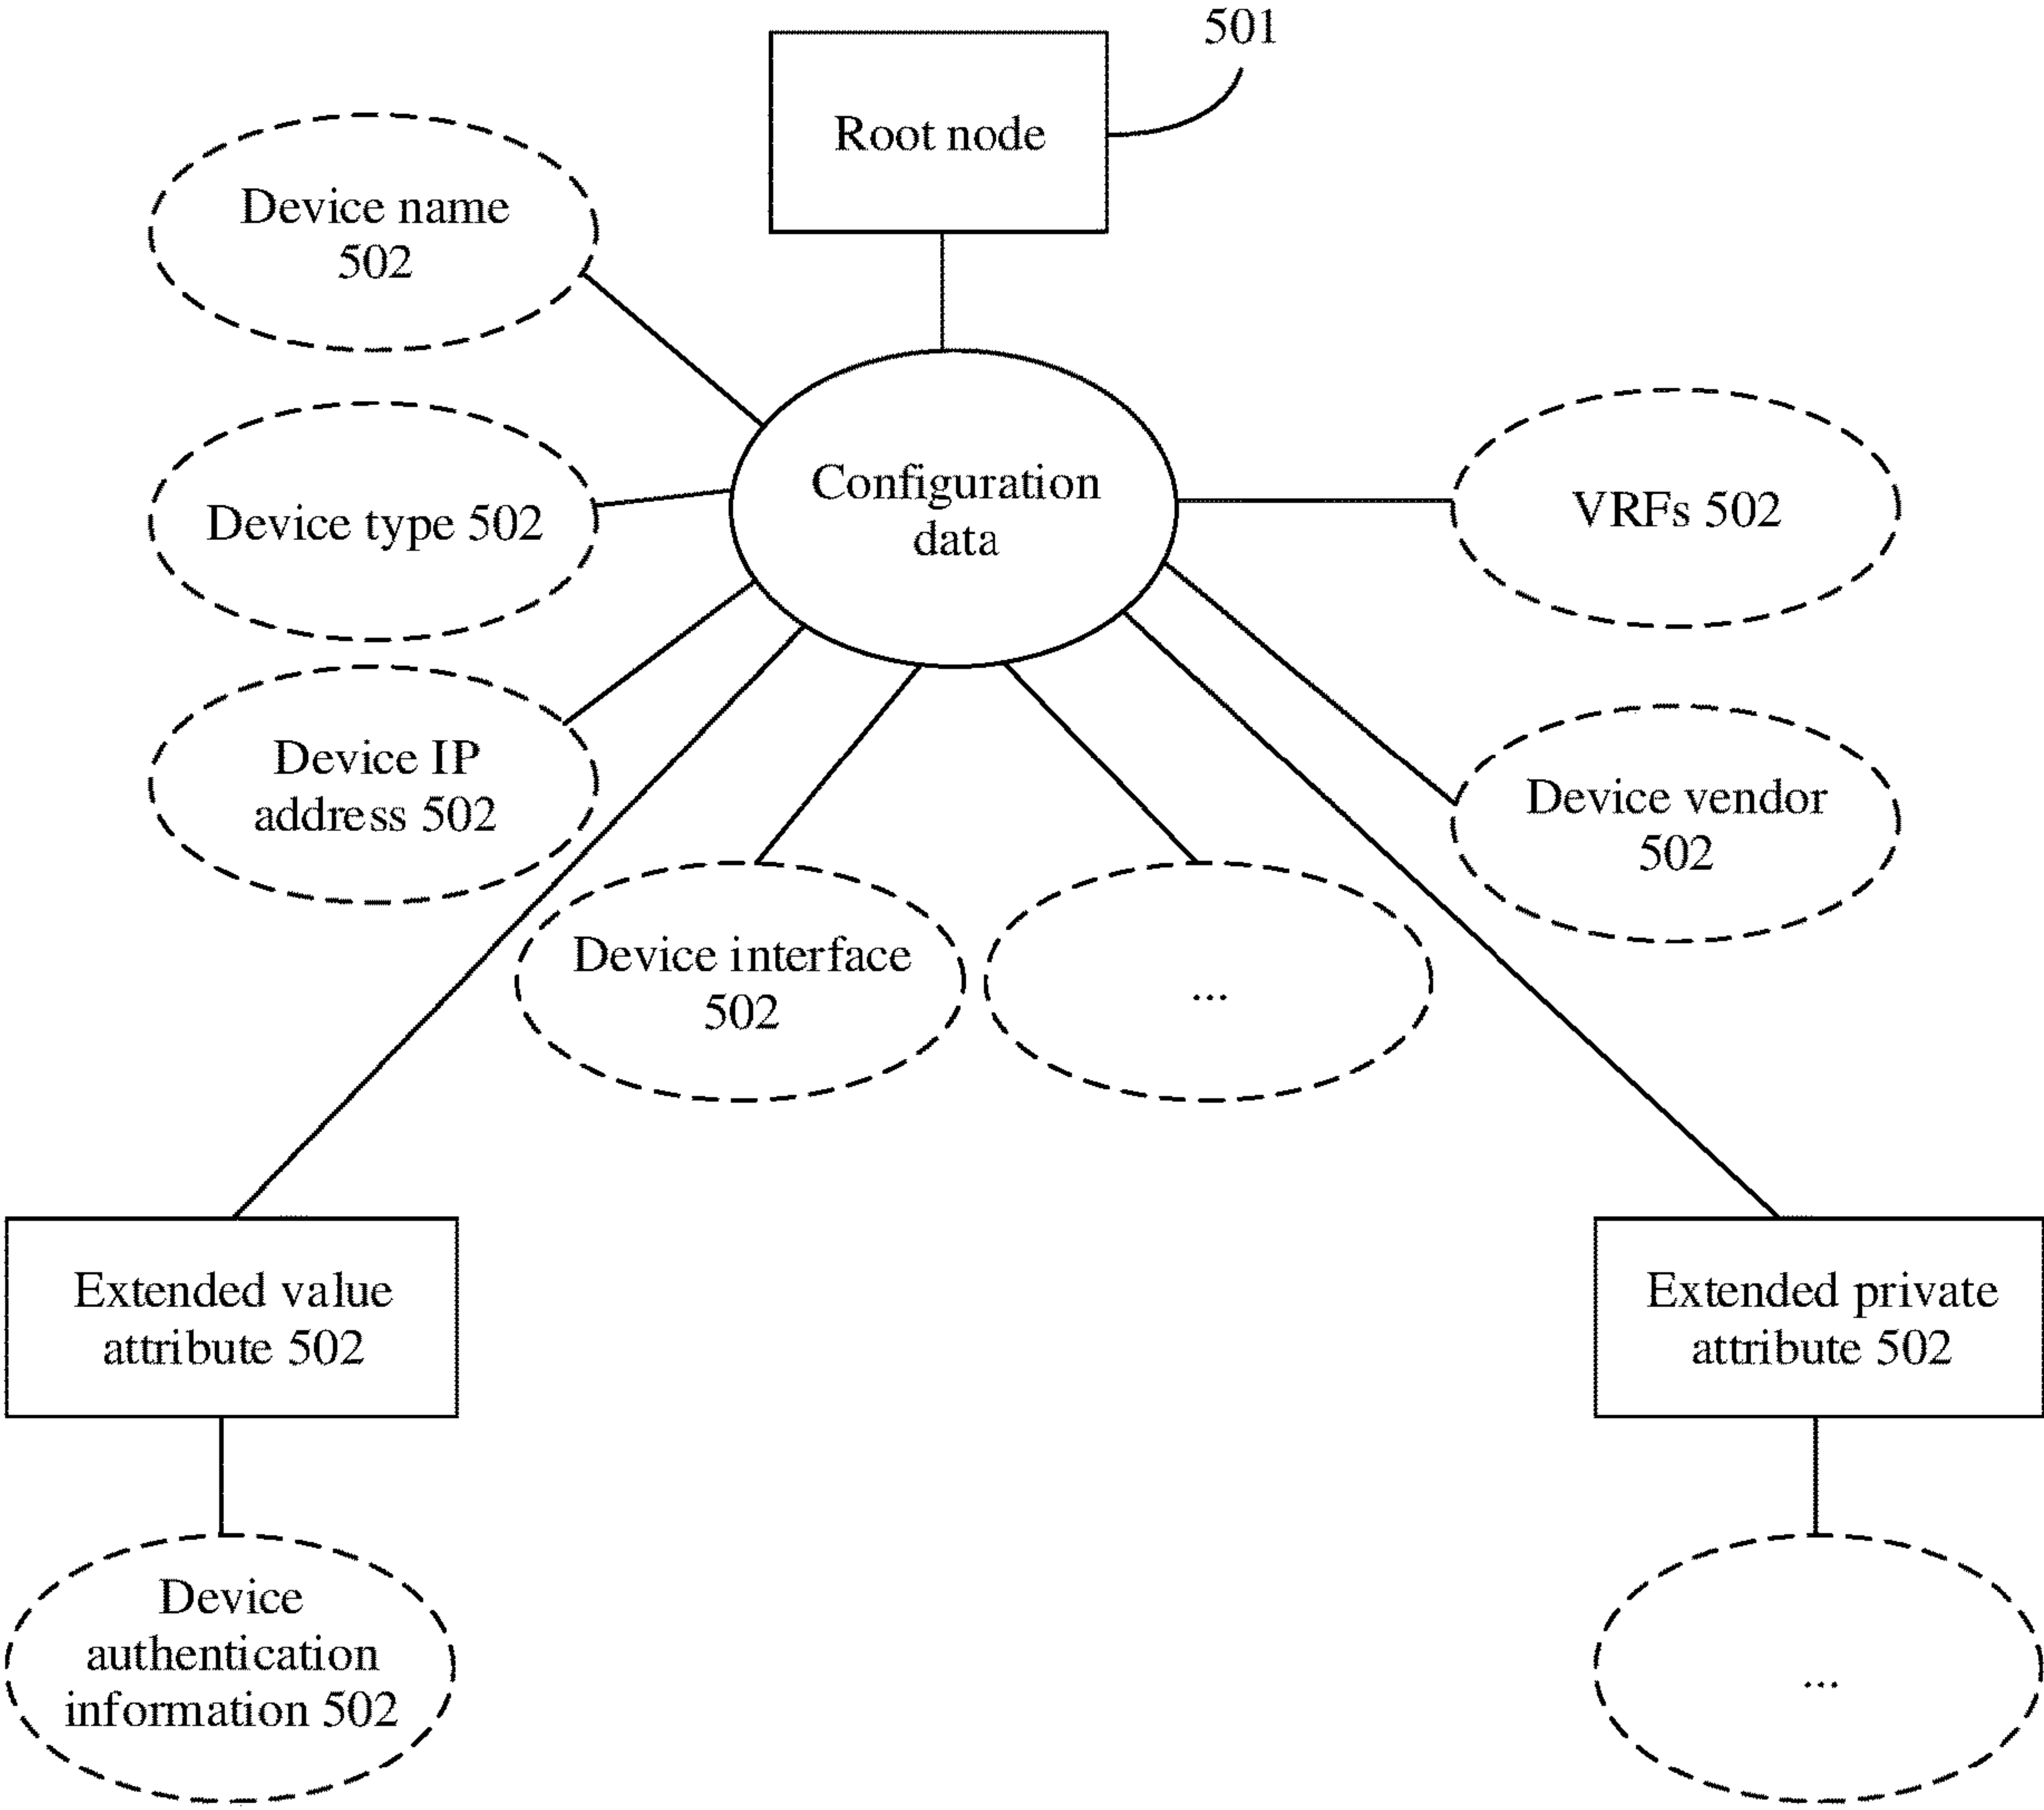 501
Root node
Device name
502
Configuration
data
Device type 502
VRFs 502
Device IP
address 502
Device vendor
502
Device interface
502
...
Extended value
attribute 502
Extended private
attribute 502
Device
authentication
information 502
...